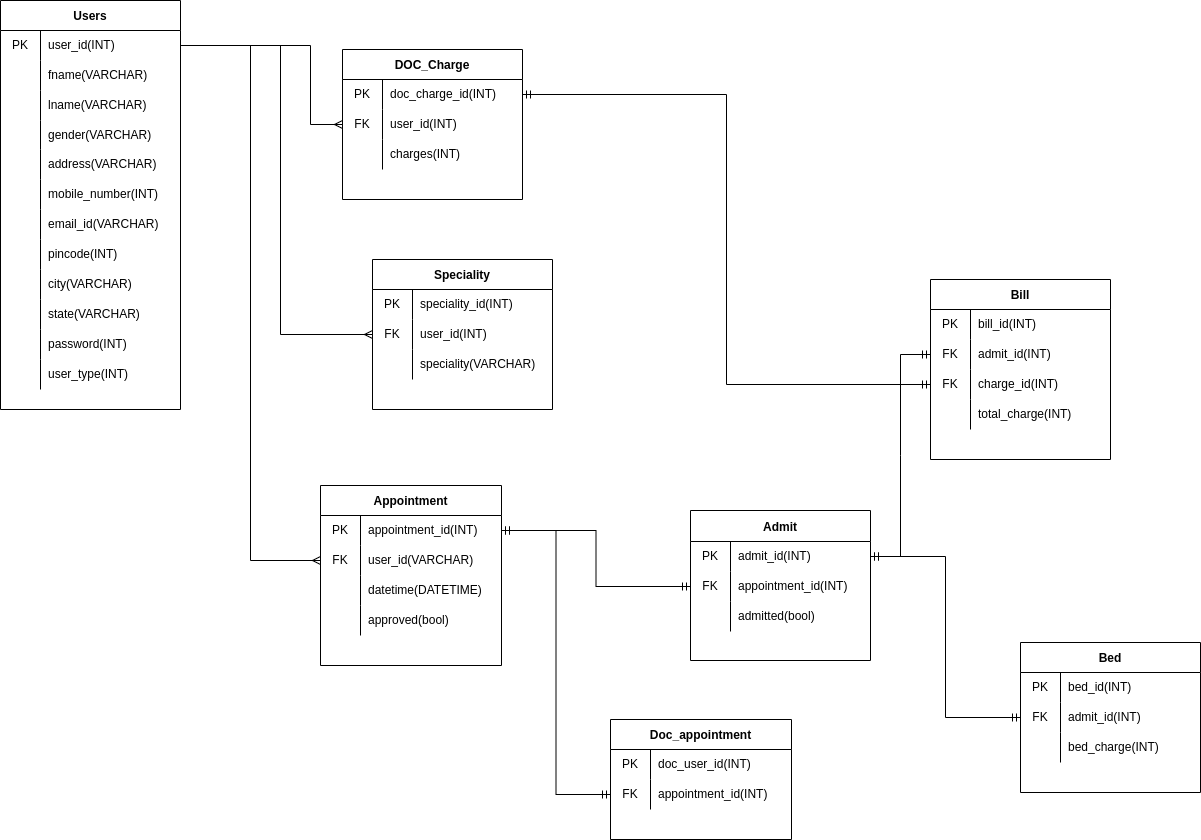 Users
PK user_id(INT)
fname(VARCHAR)
lname(VARCHAR)
gender(VARCHAR)
address(VARCHAR)
mobile_number(INT)
email_id(VARCHAR)
pincode(INT)
city(VARCHAR)
state(VARCHAR)
password(INT)
user_type(INT)
DOC_Charge
PK doc_charge_id(INT)
FK user_id(INT)
charges(INT)
Speciality
PK speciality_id(INT)
FK user_id(INT)
speciality(VARCHAR)
Bill
PK bill_id(INT)
FK admit_id(INT)
FK charge_id(INT)
total_charge(INT)
Appointment
PK appointment_id(INT)
FK user_id(VARCHAR)
datetime(DATETIME)
approved(bool)
Admit
PK admit_id(INT)
FK appointment_id(INT)
admitted(bool)
Bed
PK bed_id(INT)
FK admit_id(INT)
bed_charge(INT)
Doc_appointment
PK doc_user_id(INT)
FK appointment_id(INT)